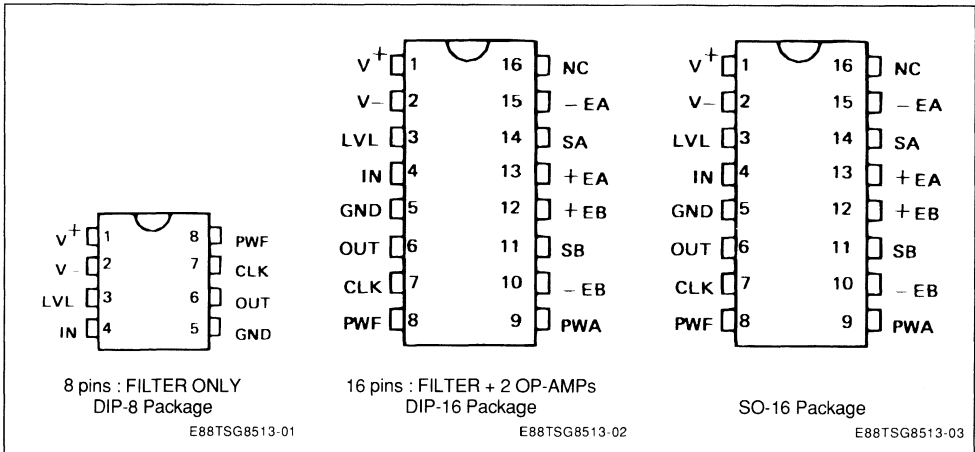 V+ 1 8 PWF
V- 2 7 CLK
LVL 3 6 OUT
IN 4 5 GND
8 pins : FILTER ONLY
DIP-8 Package
E88TSG8513-01
V+ 1 16 NC
V- 2 15 - EA
LVL 3 14 SA
IN 4 13 + EA
GND 5 12 + EB
OUT 6 11 SB
CLK 7 10 - EB
PWF 8 9 PWA
16 pins : FILTER + 2 OP-AMPs
DIP-16 Package
E88TSG8513-02
V+ 1 16 NC
V- 2 15 - EA
LVL 3 14 SA
IN 4 13 + EA
GND 5 12 + EB
OUT 6 11 SB
CLK 7 10 - EB
PWF 8 9 PWA
SO-16 Package
E88TSG8513-03